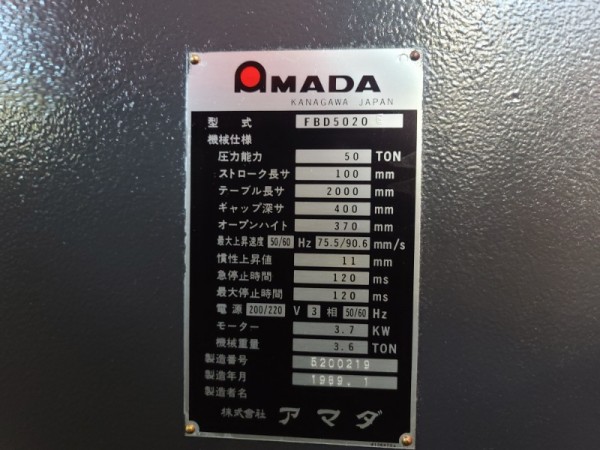 AMADA
KANAGAWA JAPAN
型式 FBD5020
機械仕様
圧力能力 50 TON
ストローク長サ 100 mm
テーブル長サ 2000 mm
ギャップ深サ 400 mm
オープンハイト 370 mm
最大上昇速度 50/60 Hz 75.5/90.6 mm/s
慣性上昇値 11 mm
急停止時間 120 ms
最大停止時間 120 ms
電源 200/220 V 3 相 50/60 Hz
モーター 3.7 KW
機械重量 3.6 TON
製造番号 5200219
製造年月 1989.1
製造者名
株式會社 アマダ